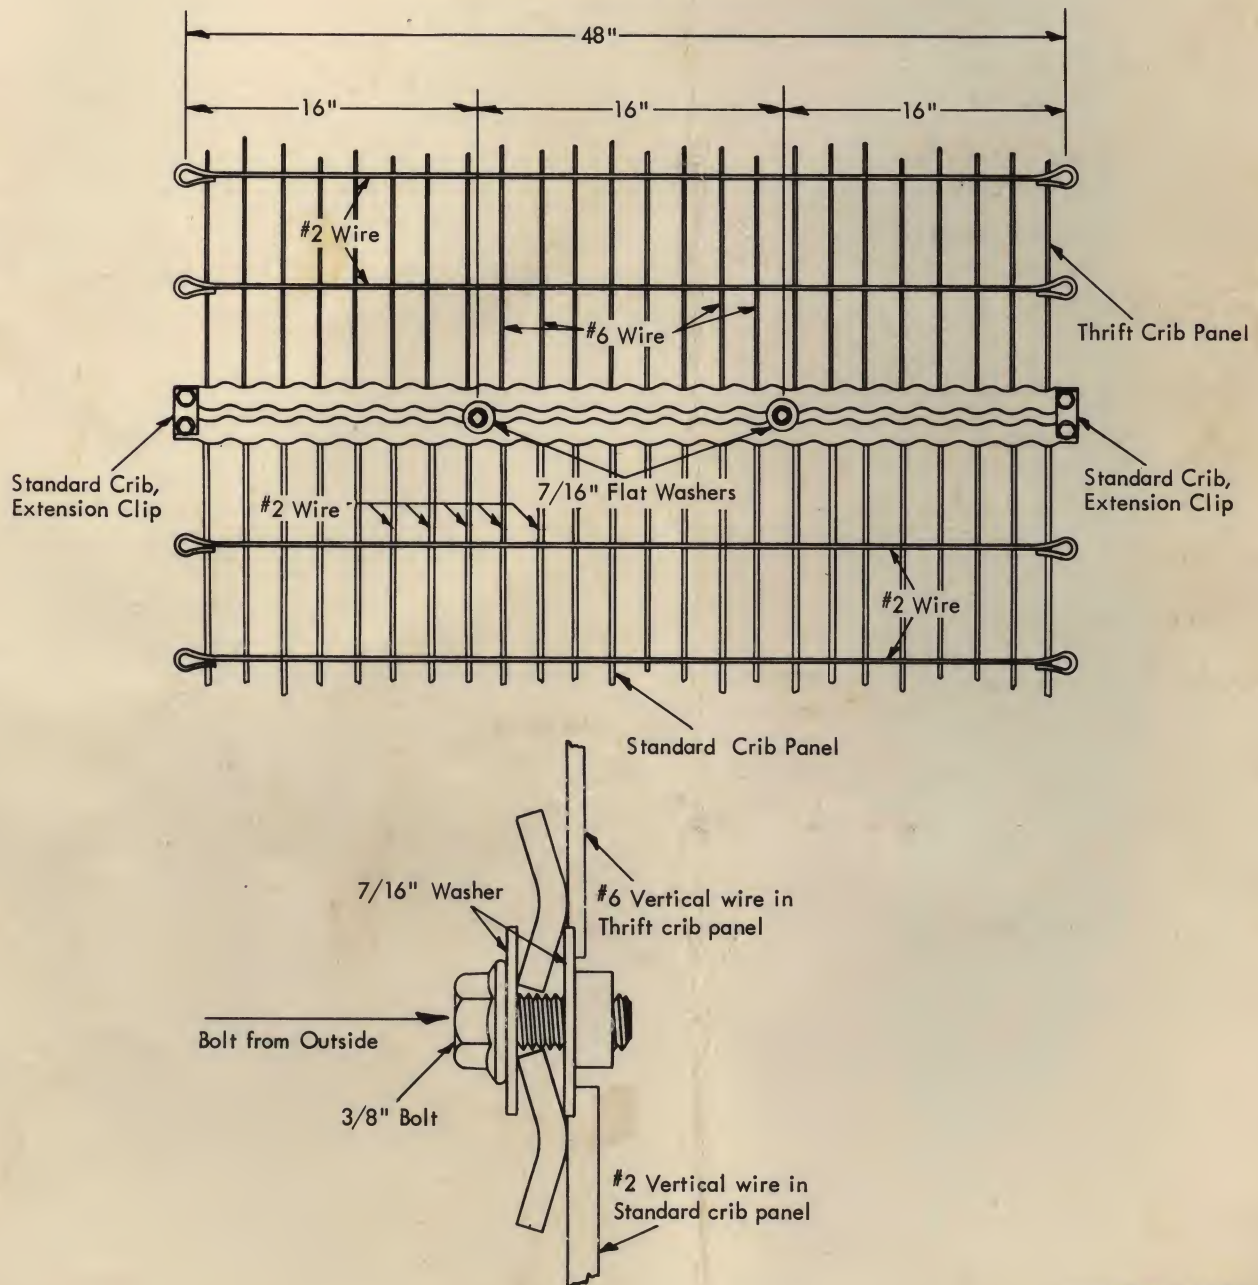 48"
16"
16"
16"
#2 Wire
#6 Wire
Thrift Crib Panel
Standard Crib,
Extension Clip
#2 Wire
7/16" Flat Washers
Standard Crib,
Extension Clip
#2 Wire
Standard Crib Panel
7/16" Washer
#6 Vertical wire in
Thrift crib panel
Bolt from Outside
3/8" Bolt
#2 Vertical wire in
Standard crib panel